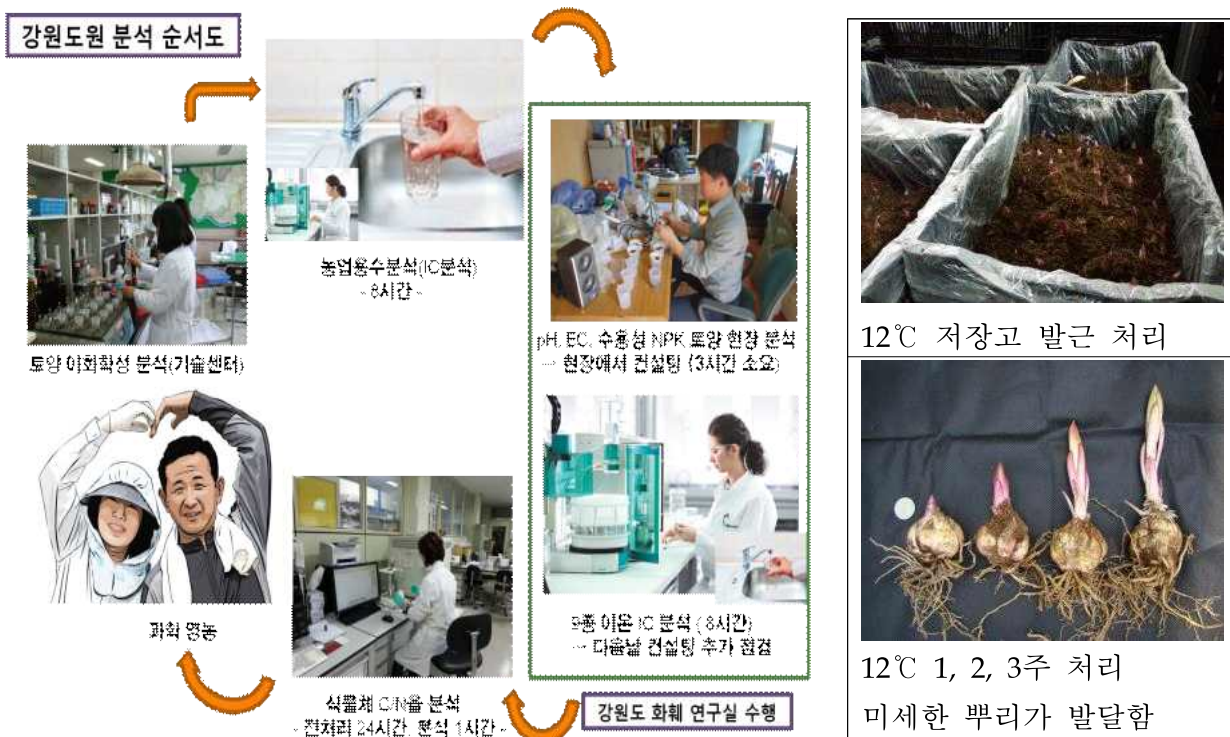 강원도원 분석 순서도
농업용수분석(IC분석)
- 8시간 -
토양 이화학성 분석(기술센터)
pH, EC, 수용성 NPK 토양 현장 분석
→ 현장에서 컨설팅 (3시간 소요)
9종 이온 IC 분석 (8시간)
→ 다음날 컨설팅 추가 점검
강원도 화훼 연구실 수행
식물체 C/N율 분석
- 전처리 24시간, 분석 1시간 -
과학 영농
12℃ 저장고 발근 처리
12℃ 1, 2, 3주 처리
미세한 뿌리가 발달함